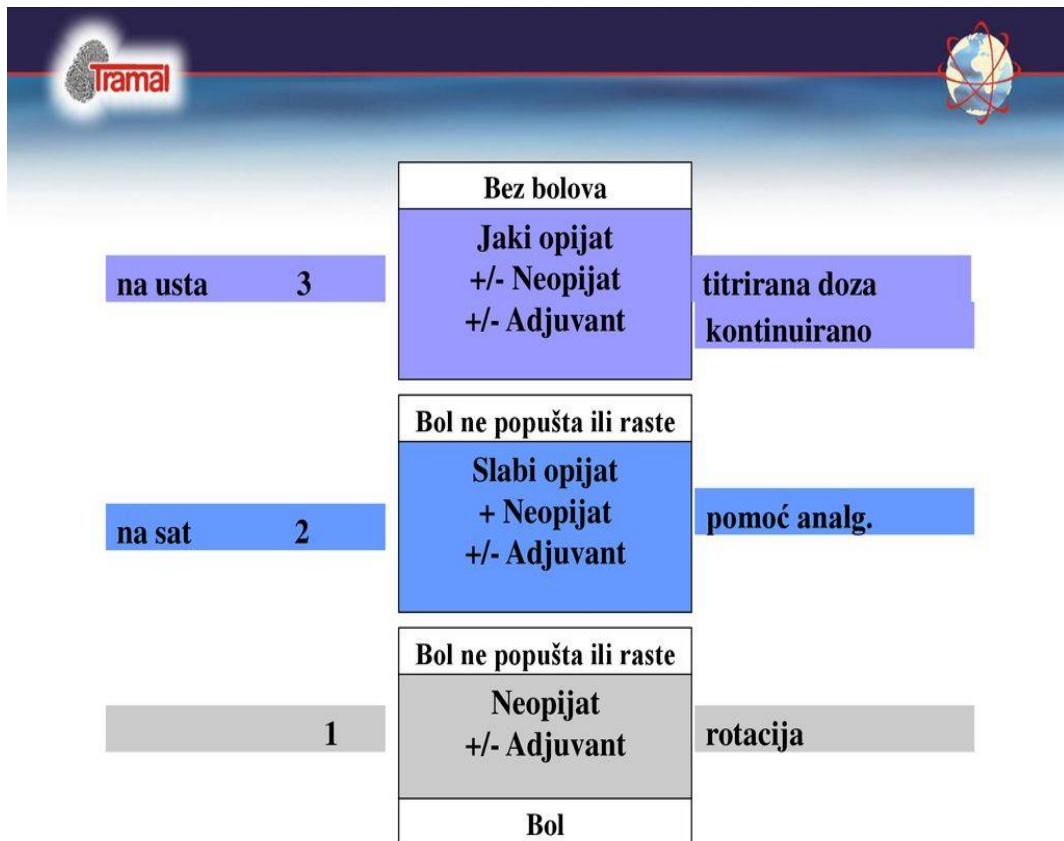 Tramal
Bez bolova
Jaki opijat
+/- Neopijat
+/- Adjuvant
na usta 3
titrirana doza
kontinuirano
Bol ne popušta ili raste
Slabi opijat
+ Neopijat
+/- Adjuvant
na sat 2
pomoć analg.
Bol ne popušta ili raste
Neopijat
+/- Adjuvant
1
rotacija
Bol